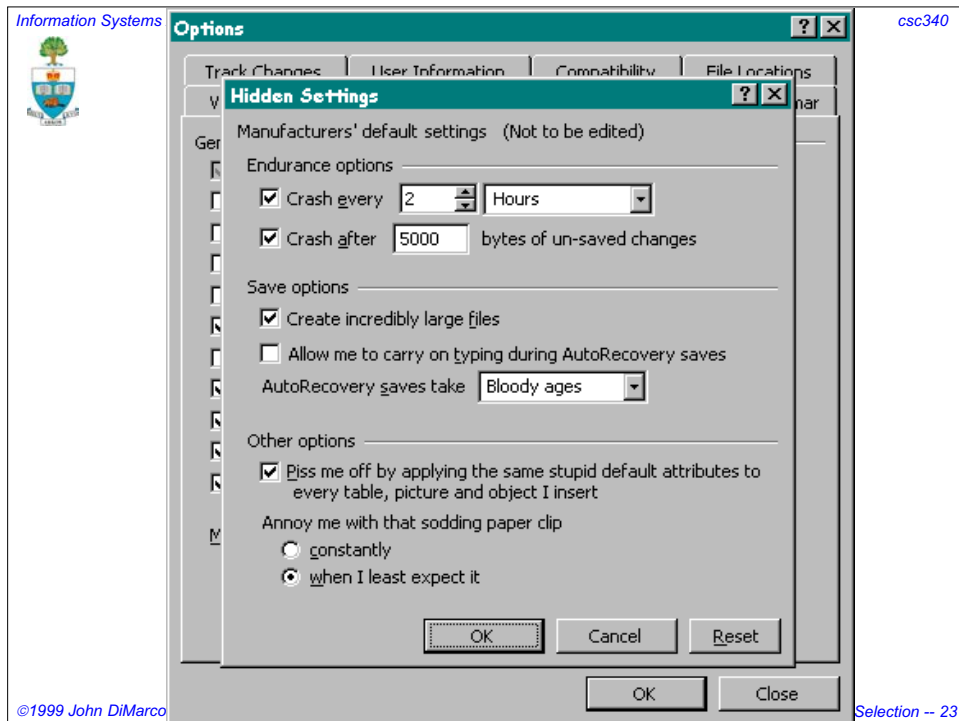 Information Systems
csc340
Options
Track Changes User Information Compatibility File Locations
Hidden Settings
Manufacturers' default settings (Not to be edited)
Endurance options
Crash every 2 Hours
Crash after 5000 bytes of un-saved changes
Save options
Create incredibly large files
Allow me to carry on typing during AutoRecovery saves
AutoRecovery saves take Bloody ages
Other options
Piss me off by applying the same stupid default attributes to
every table, picture and object I insert
Annoy me with that sodding paper clip
constantly
when I least expect it
OK Cancel Reset
OK Close
©1999 John DiMarco
Selection -- 23